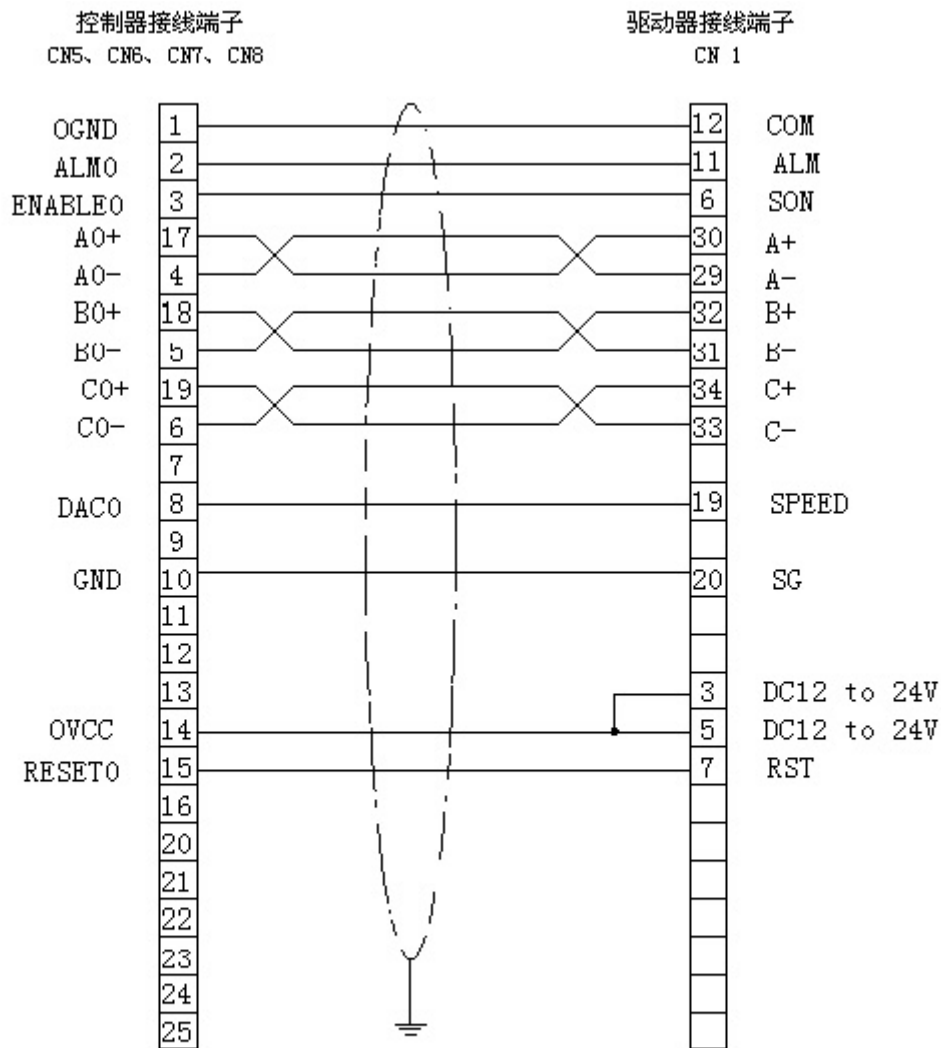 控制器接线端子 驱动器接线端子
CN5、CN6、CN7、CN8 CN 1
OGND 1 12 COM
ALM0 2 11 ALM
ENABLE0 3 6 SON
A0+ 17 30 A+
A0- 4 29 A-
B0+ 18 32 B+
B0- 5 31 B-
C0+ 19 34 C+
C0- 6 33 C-
7
DAC0 8 19 SPEED
9
GND 10 20 SG
11
12
13 3 DC12 to 24V
OVCC 14 5 DC12 to 24V
RESET0 15 7 RST
16
20
21
22
23
24
25